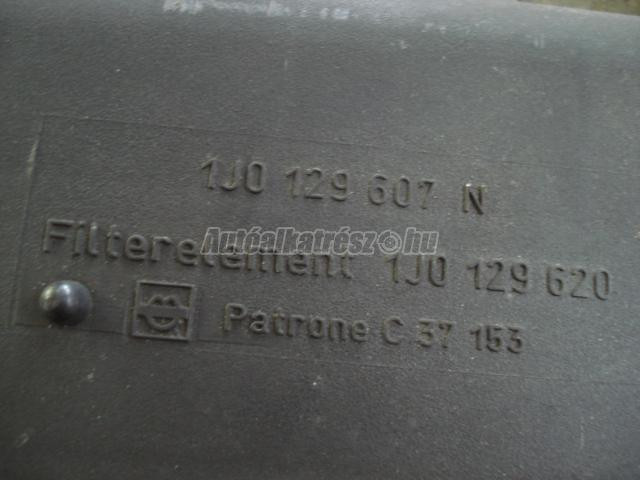 1J0 129 607 N
Filterelement 1J0 129 620
Autóalkatrész.hu
Patrone C 37 153